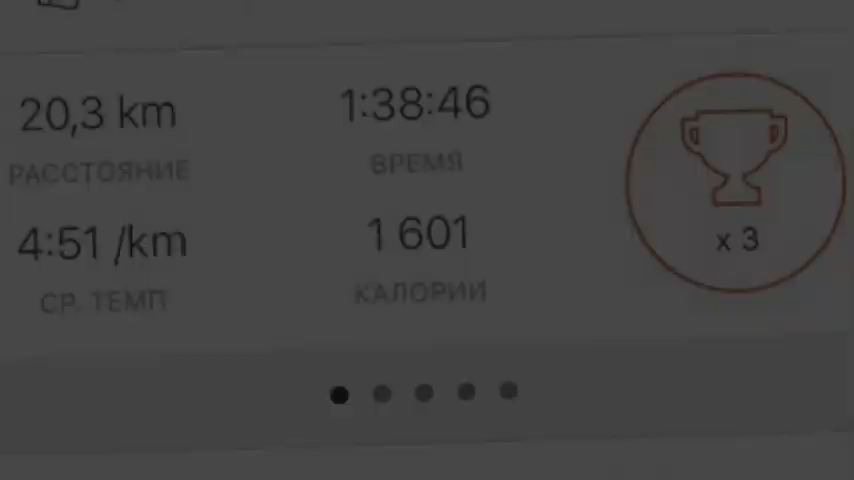 20,3 km 1:38:46
РАССТОЯНИЕ ВРЕМЯ
4:51 /km 1 601
СР. ТЕМП КАЛОРИИ
x 3